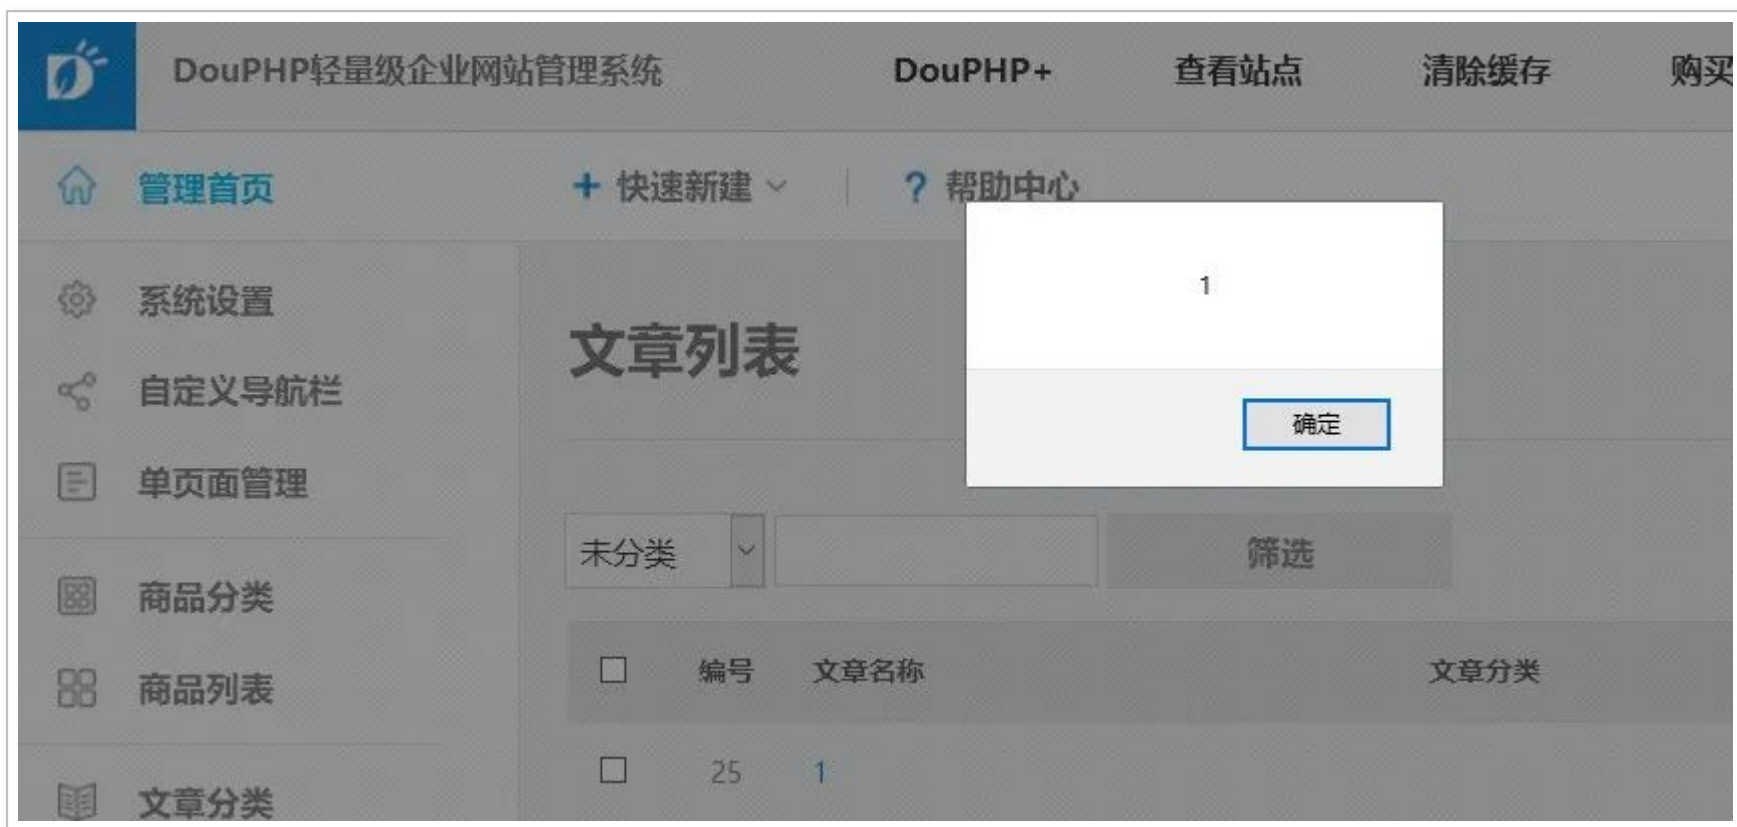 DouPHP轻量级企业网站管理系统 DouPHP+ 查看站点 清除缓存 购买
管理首页 快速新建 ? 帮助中心
1
系统设置
文章列表
自定义导航栏
确定
单页面管理
未分类 筛选
商品分类
编号 文章名称 文章分类
商品列表
25 1
文章分类